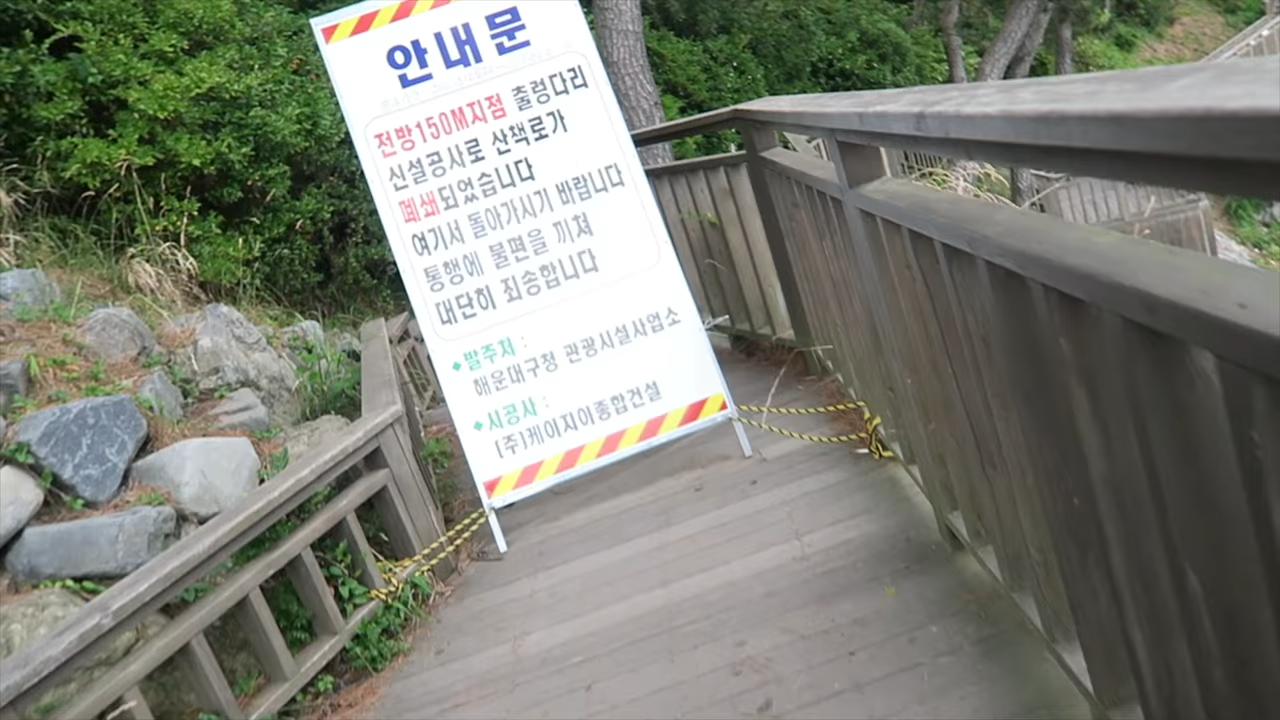 안내문
전방150M지점 출렁다리
신설공사로 산책로가
폐쇄되었습니다
여기서 돌아가시기 바랍니다
통행에 불편을 끼쳐
대단히 죄송합니다
◆발주처 :
해운대구청 관광시설사업소
◆시공사 :
(주)케이지이종합건설